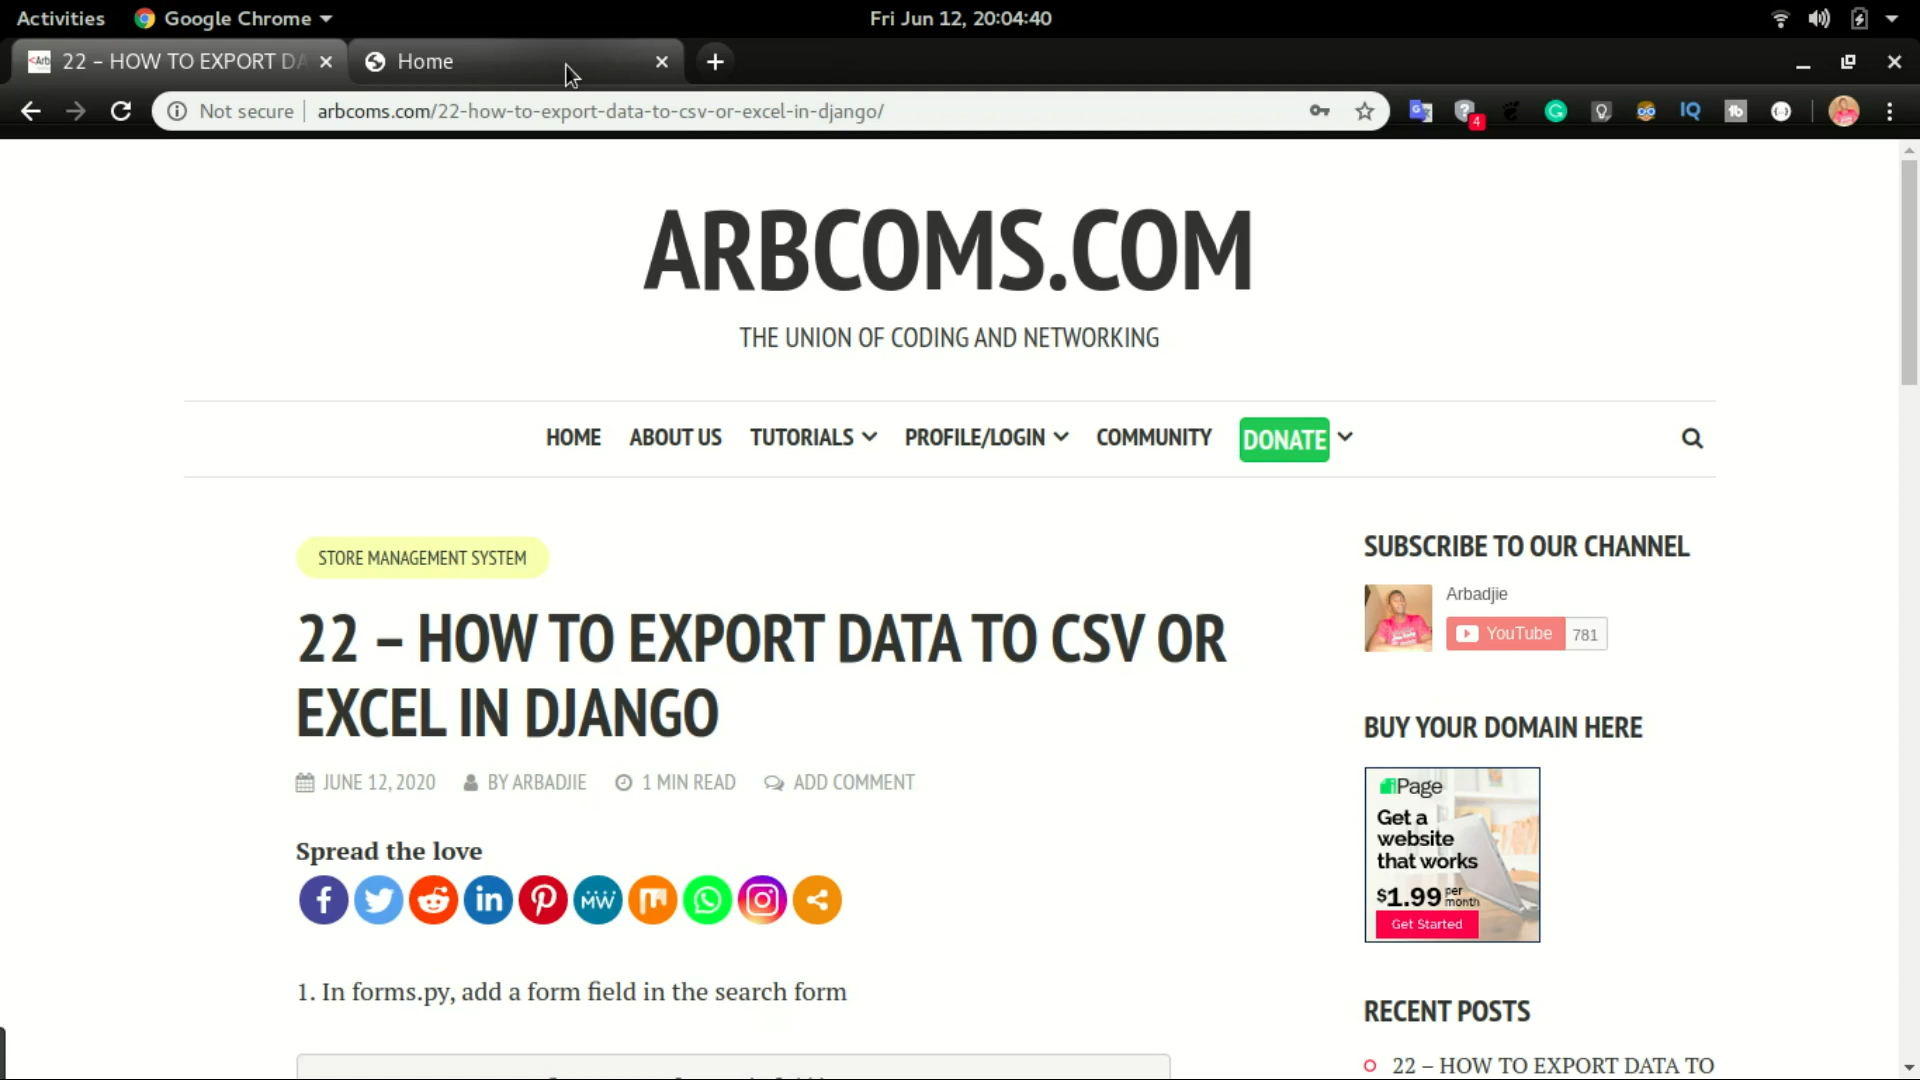 Activities
Google Chrome
Fri Jun 12, 20:04:40
22 – HOW TO EXPORT DA
Home
Not secure
arbcoms.com/22-how-to-export-data-to-csv-or-excel-in-django/
4
IQ
ARBCOMS.COM
THE UNION OF CODING AND NETWORKING
HOME
ABOUT US
TUTORIALS
PROFILE/LOGIN
COMMUNITY
DONATE
STORE MANAGEMENT SYSTEM
22 – HOW TO EXPORT DATA TO CSV OR
EXCEL IN DJANGO
JUNE 12, 2020
BY ARBADJIE
1 MIN READ
ADD COMMENT
Spread the love
1. In forms.py, add a form field in the search form
SUBSCRIBE TO OUR CHANNEL
Arbadjie
YouTube
781
BUY YOUR DOMAIN HERE
iPage
Get a
website
that works
$1.99 per month
Get Started
RECENT POSTS
22 – HOW TO EXPORT DATA TO